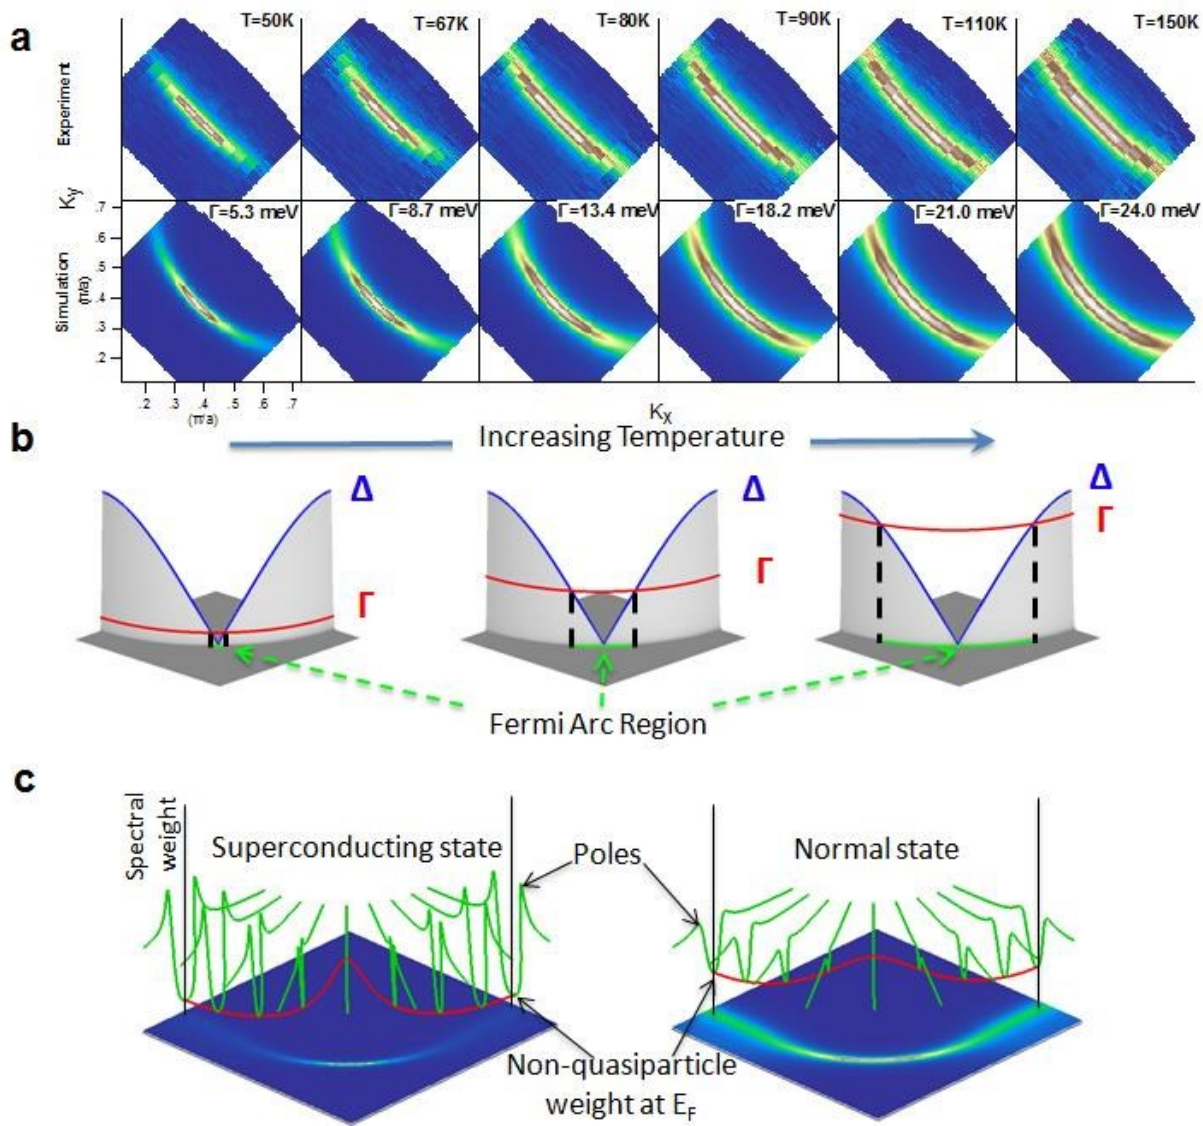 a
T=50K T=67K T=80K T=90K T=110K T=150K
Experiment
Γ=5.3 meV Γ=8.7 meV Γ=13.4 meV Γ=18.2 meV Γ=21.0 meV Γ=24.0 meV
Simulation
Ky
(π/a)
.7
.6
.5
.4
.3
.2
.2 .3 .4 .5 .6 .7
(π/a)
KX
b
Increasing Temperature
Δ Δ Δ
Γ Γ Γ
Fermi Arc Region
c
Spectral
weight
Superconducting state
Poles
Normal state
Non-quasiparticle
weight at EF